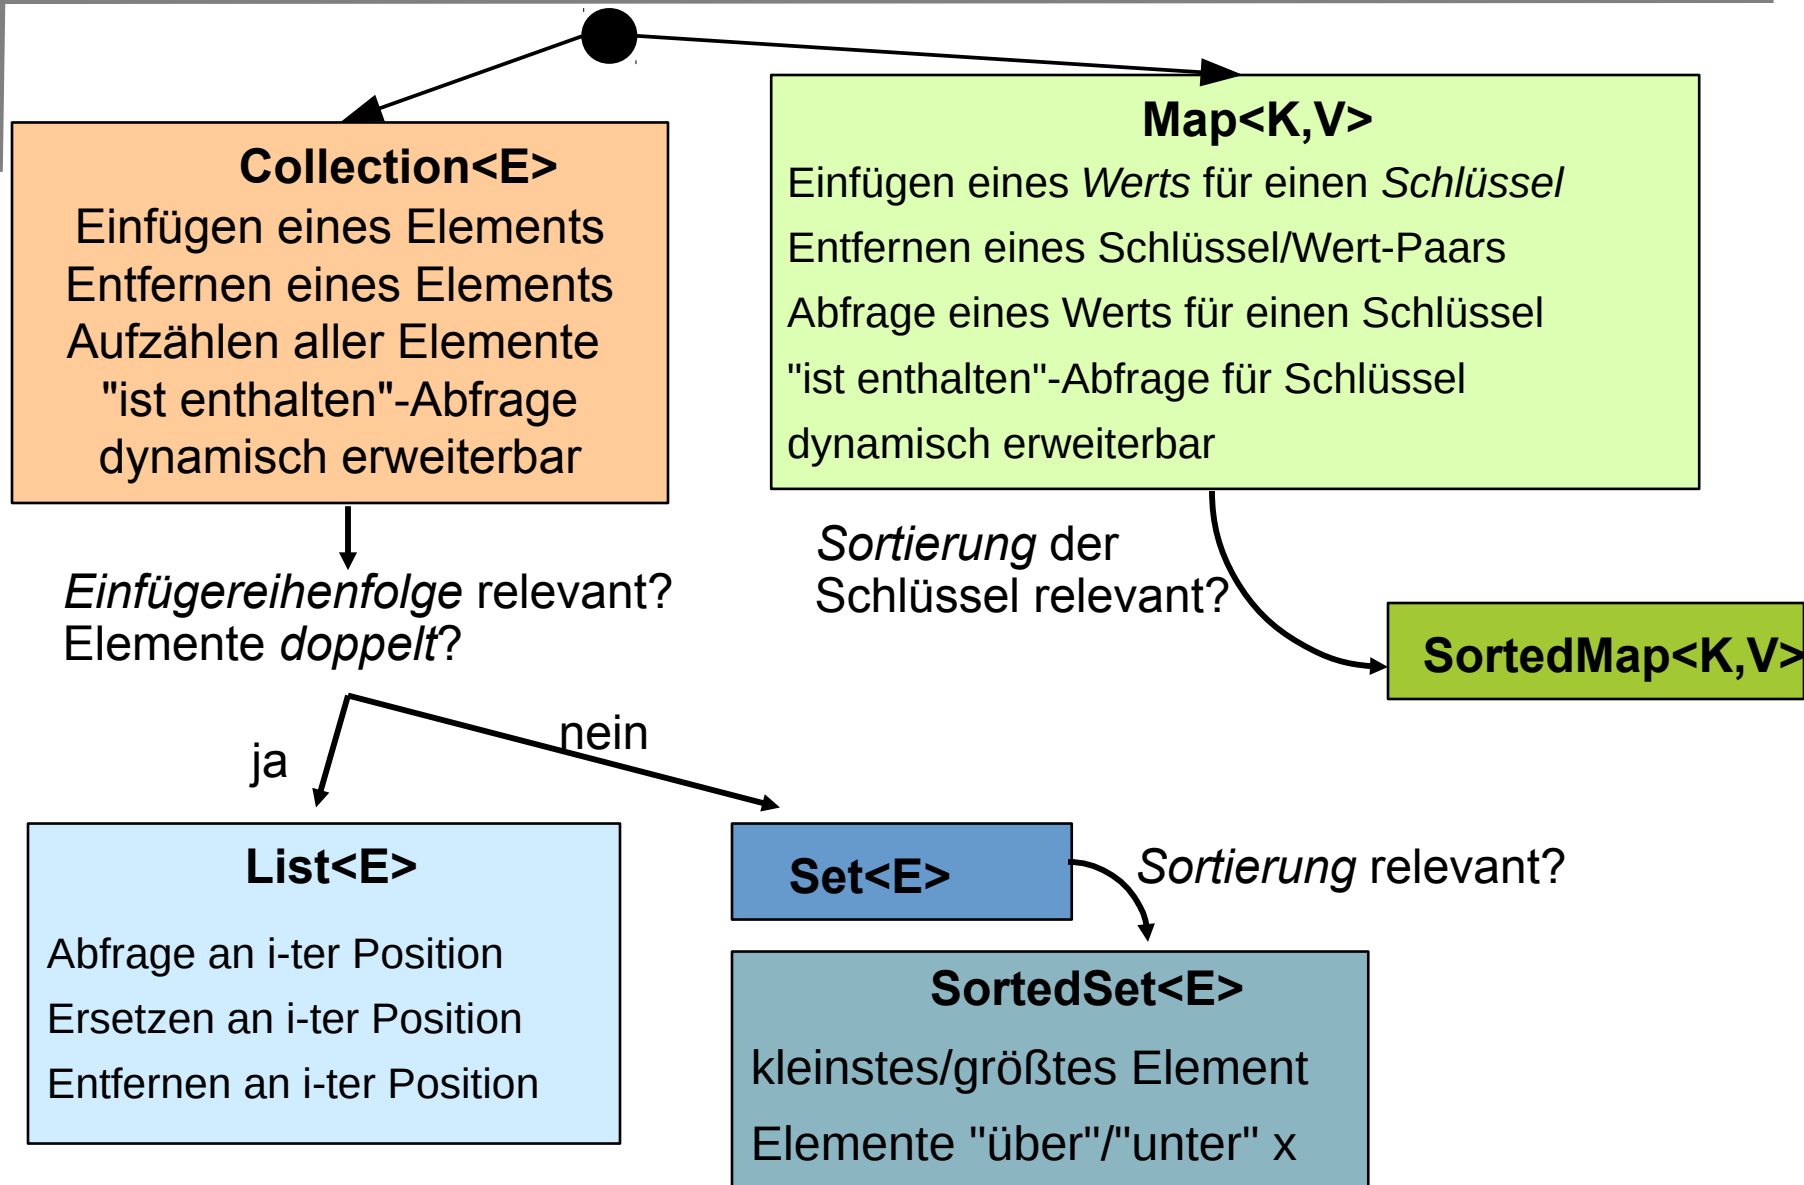 Collection<E>
Einfügen eines Elements
Entfernen eines Elements
Aufzählen aller Elemente
"ist enthalten"-Abfrage
dynamisch erweiterbar
Map<K,V>
Einfügen eines Werts für einen Schlüssel
Entfernen eines Schlüssel/Wert-Paars
Abfrage eines Werts für einen Schlüssel
"ist enthalten"-Abfrage für Schlüssel
dynamisch erweiterbar
Einfügereihenfolge relevant?
Elemente doppelt?
Sortierung der
Schlüssel relevant?
SortedMap<K,V>
ja
nein
List<E>
Abfrage an i-ter Position
Ersetzen an i-ter Position
Entfernen an i-ter Position
Set<E>
Sortierung relevant?
SortedSet<E>
kleinstes/größtes Element
Elemente "über"/"unter" x